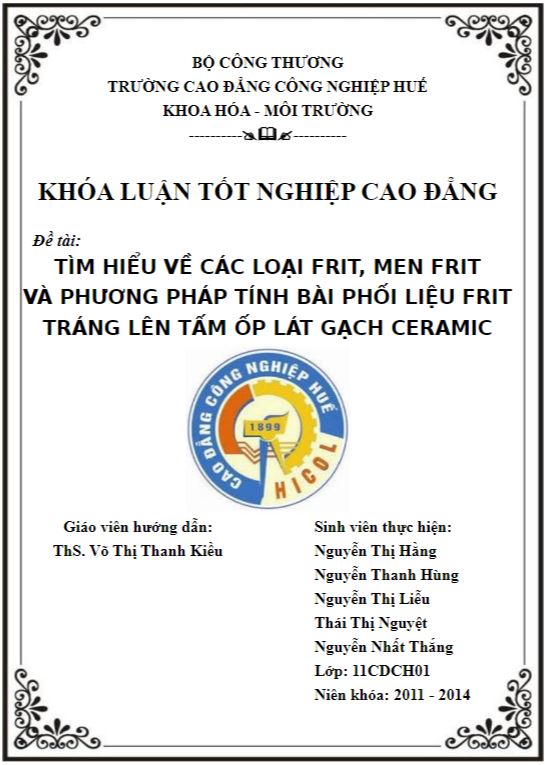 BỘ CÔNG THƯƠNG
TRƯỜNG CAO ĐẲNG CÔNG NGHIỆP HUẾ
KHOA HÓA - MÔI TRƯỜNG
KHÓA LUẬN TỐT NGHIỆP CAO ĐẲNG
Đề tài:
TÌM HIỂU VỀ CÁC LOẠI FRIT, MEN FRIT
VÀ PHƯƠNG PHÁP TÍNH BÀI PHỐI LIỆU FRIT
TRÁNG LÊN TẤM ỐP LÁT GẠCH CERAMIC
CAO ĐẲNG CÔNG NGHIỆP HUẾ
1899
HICOL
Giáo viên hướng dẫn:
ThS. Võ Thị Thanh Kiều
Sinh viên thực hiện:
Nguyễn Thị Hằng
Nguyễn Thanh Hùng
Nguyễn Thị Liễu
Thái Thị Nguyệt
Nguyễn Nhất Thắng
Lớp: 11CDCH01
Niên khóa: 2011 - 2014